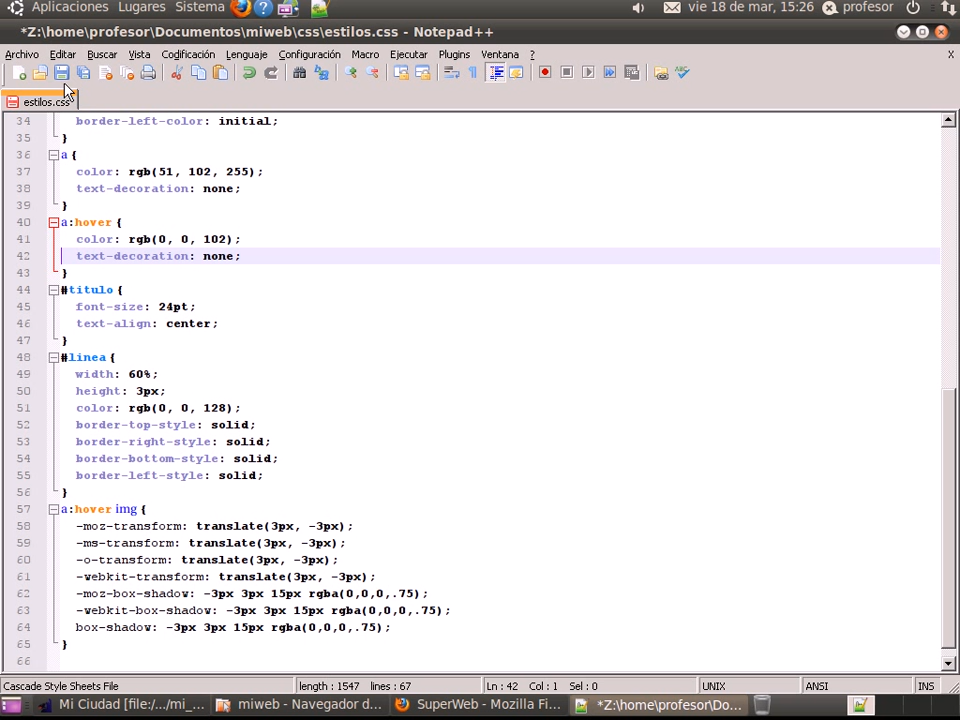 Aplicaciones Lugares Sistema vie 18 de mar, 15:26 profesor
*Z:\home\profesor\Documentos\miweb\css\estilos.css - Notepad++
Archivo Editar Buscar Vista Codificación Lenguaje Configuración Macro Ejecutar Plugins Ventana ? X
estilos.css
34 border-left-color: initial;
35 }
36 a {
37 color: rgb(51, 102, 255);
38 text-decoration: none;
39 }
40 a:hover {
41 color: rgb(0, 0, 102);
42 text-decoration: none;
43 }
44 #titulo {
45 font-size: 24pt;
46 text-align: center;
47 }
48 #linea {
49 width: 60%;
50 height: 3px;
51 color: rgb(0, 0, 128);
52 border-top-style: solid;
53 border-right-style: solid;
54 border-bottom-style: solid;
55 border-left-style: solid;
56 }
57 a:hover img {
58 -moz-transform: translate(3px, -3px);
59 -ms-transform: translate(3px, -3px);
60 -o-transform: translate(3px, -3px);
61 -webkit-transform: translate(3px, -3px);
62 -moz-box-shadow: -3px 3px 15px rgba(0,0,0,.75);
63 -webkit-box-shadow: -3px 3px 15px rgba(0,0,0,.75);
64 box-shadow: -3px 3px 15px rgba(0,0,0,.75);
65 }
66
Cascade Style Sheets File length : 1547 lines : 67 Ln : 42 Col : 1 Sel : 0 UNIX ANSI INS
Mi Ciudad [file:/.../mi_... miweb - Navegador d... SuperWeb - Mozilla Fi... *Z:\home\profesor\Do...